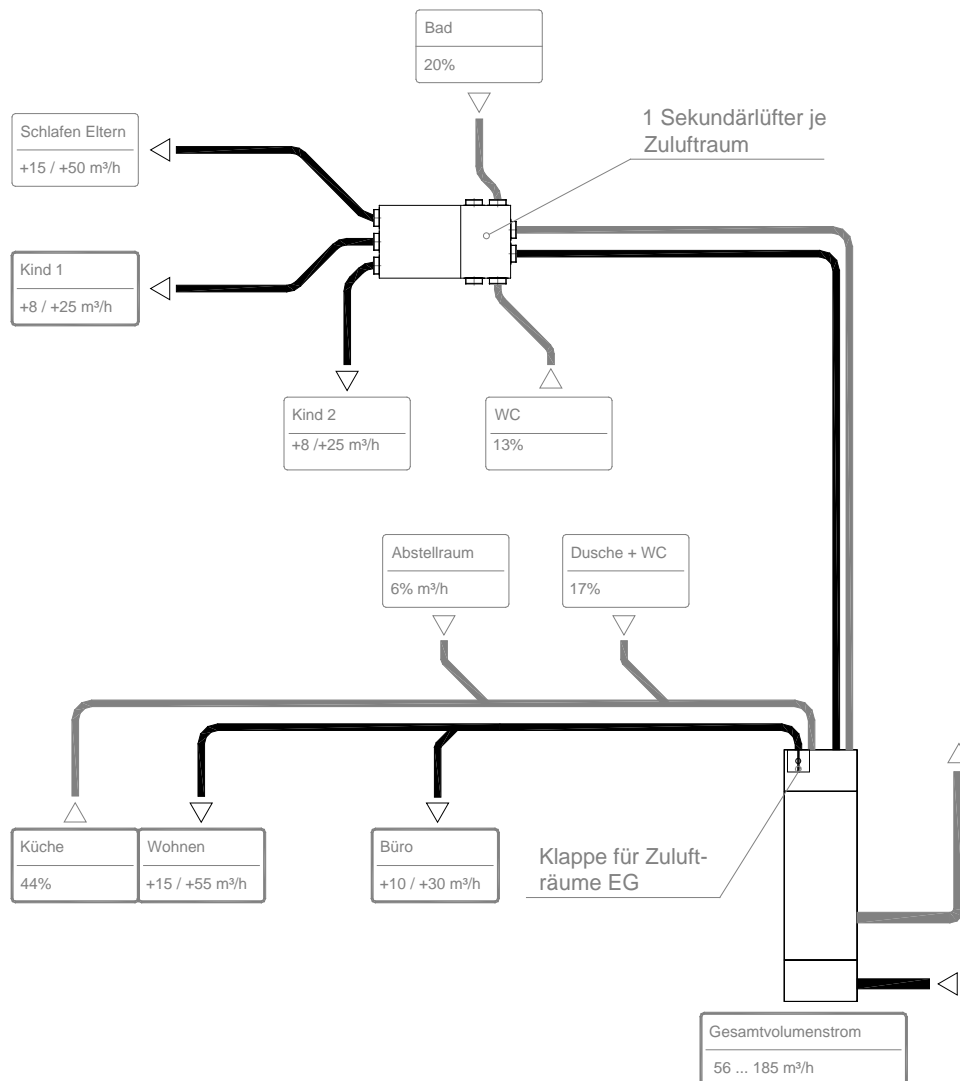 Bad
20%
1 Sekundärlüfter je
Zuluftraum
Schlafen Eltern
+15 / +50 m³/h
Kind 1
+8 / +25 m³/h
Kind 2
+8 /+25 m³/h
WC
13%
Abstellraum
6% m³/h
Dusche + WC
17%
Küche
44%
Wohnen
+15 / +55 m³/h
Büro
+10 / +30 m³/h
Klappe für Zuluft-
räume EG
Gesamtvolumenstrom
56 ... 185 m³/h